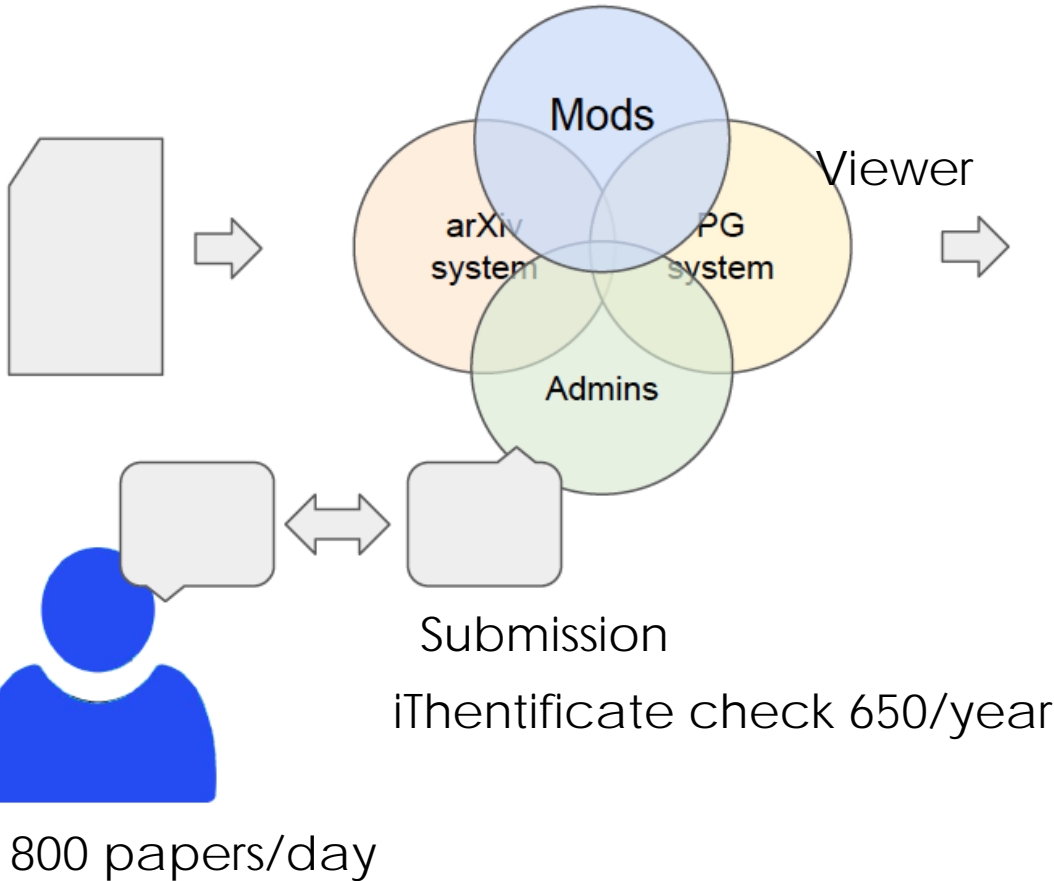 Mods
Viewer
arXiv
system
PG
system
Admins
Submission
iThentificate check 650/year
800 papers/day